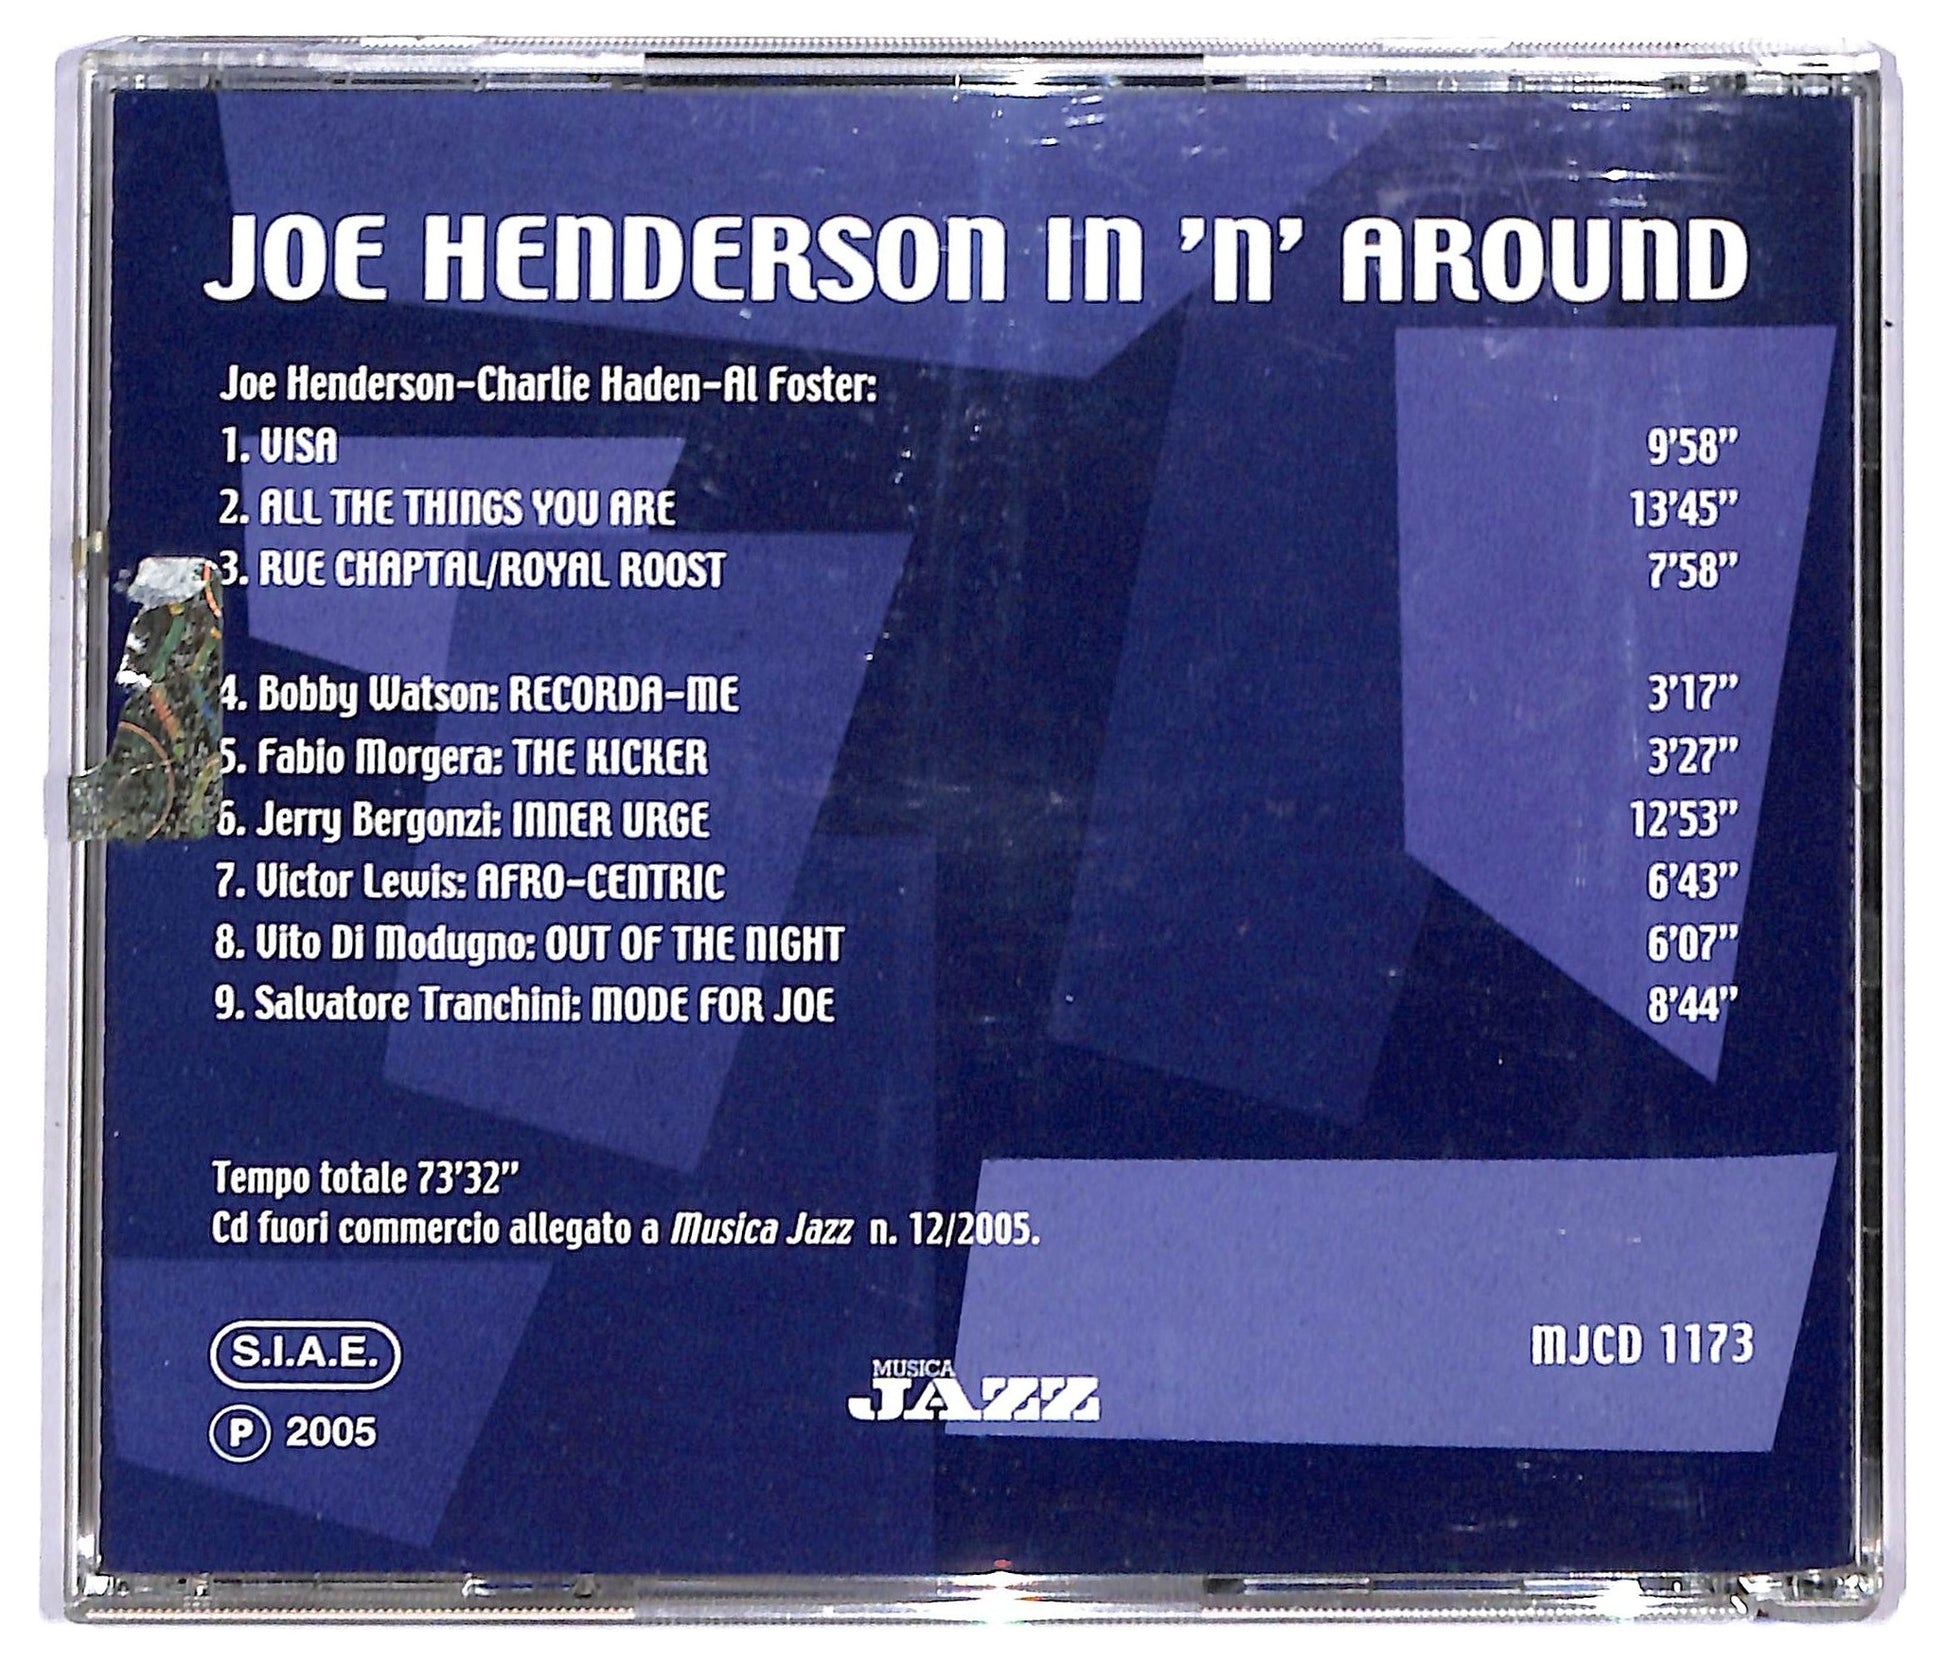 JOE HENDERSON IN 'N' AROUND
Joe Henderson-Charlie Haden-Al Foster:
1. VISA 9'58"
2. ALL THE THINGS YOU ARE 13'45"
3. RUE CHAPTAL/ROYAL ROOST 7'58"
4. Bobby Watson: RECORDA-ME 3'17"
5. Fabio Morgera: THE KICKER 3'27"
6. Jerry Bergonzi: INNER URGE 12'53"
7. Victor Lewis: AFRO-CENTRIC 6'43"
8. Vito Di Modugno: OUT OF THE NIGHT 6'07"
9. Salvatore Tranchini: MODE FOR JOE 8'44"
Tempo totale 73'32"
Cd fuori commercio allegato a Musica Jazz n. 12/2005.
S.I.A.E.
Ⓟ 2005
MUSICA
JAZZ
MJCD 1173